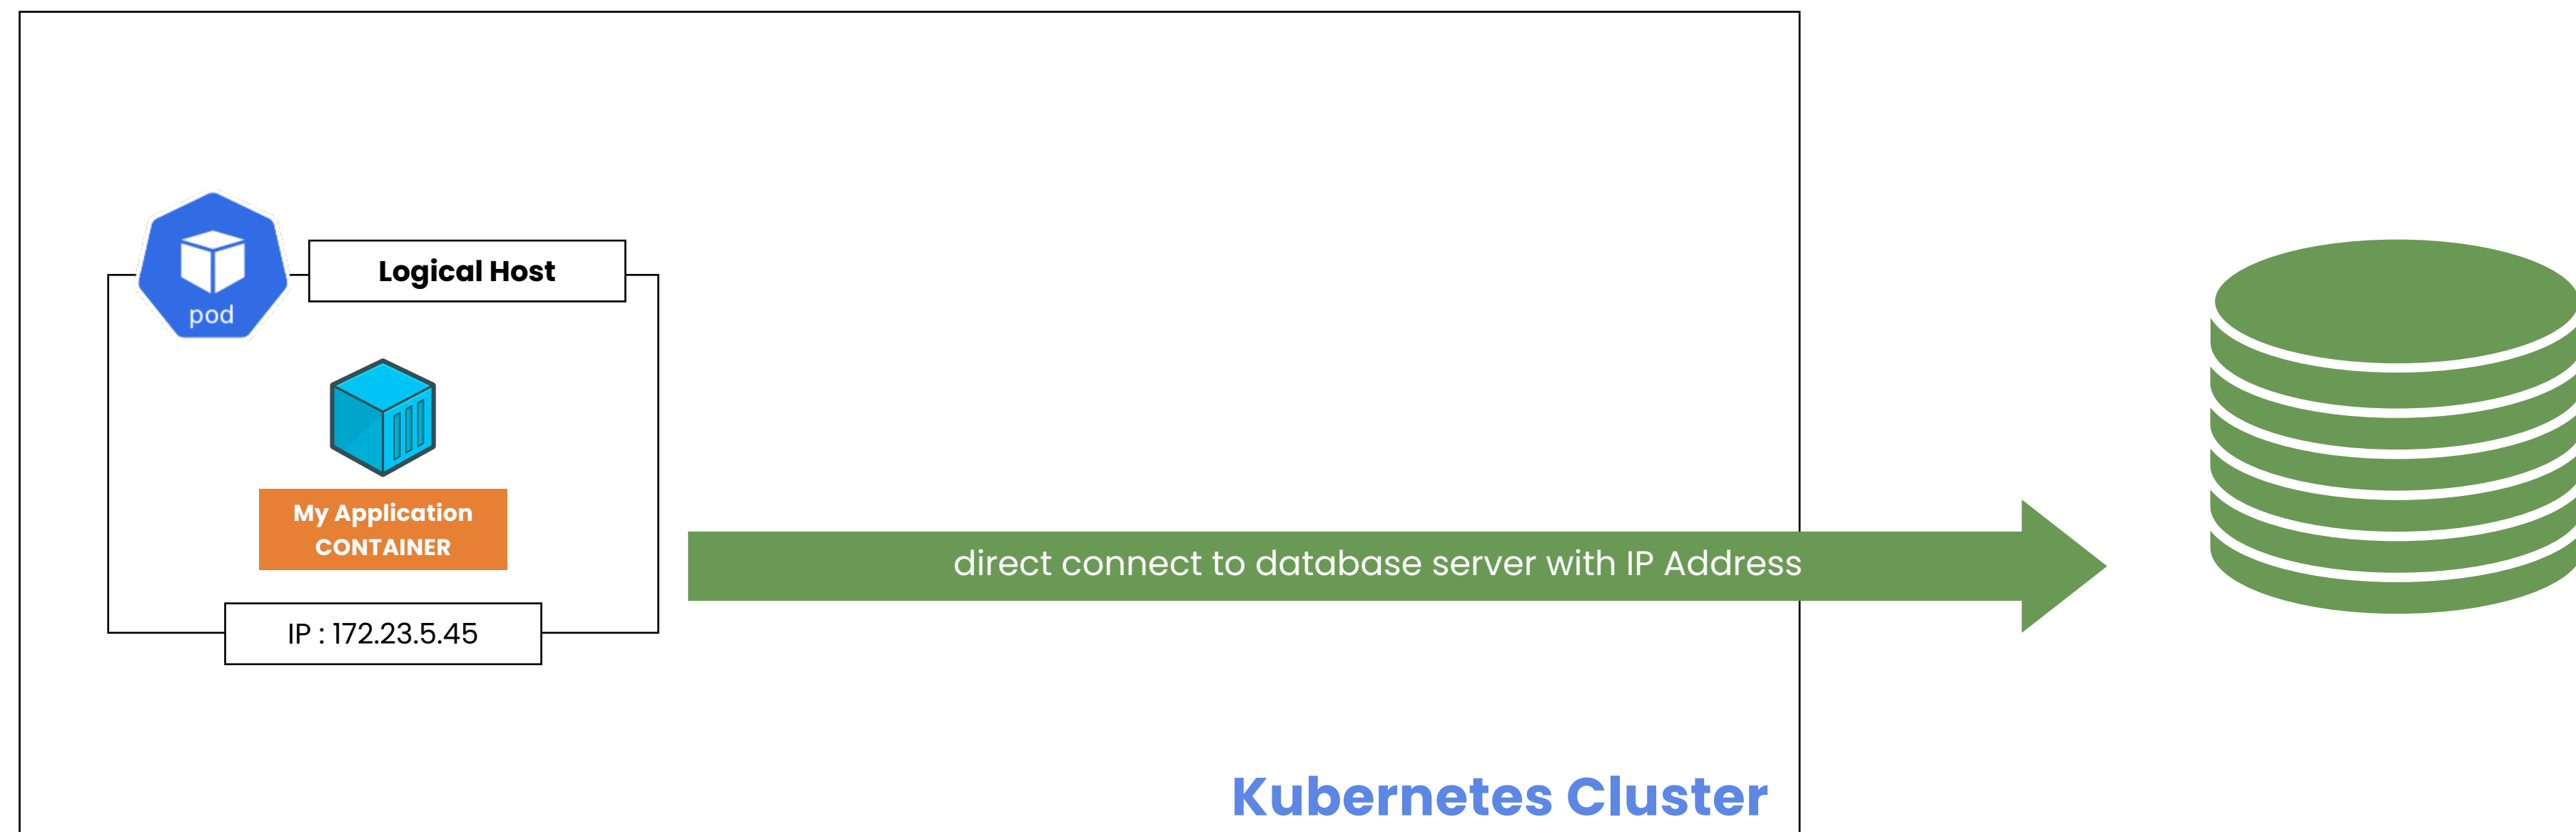 Logical Host
pod
My Application
CONTAINER
direct connect to database server with IP Address
IP : 172.23.5.45
Kubernetes Cluster